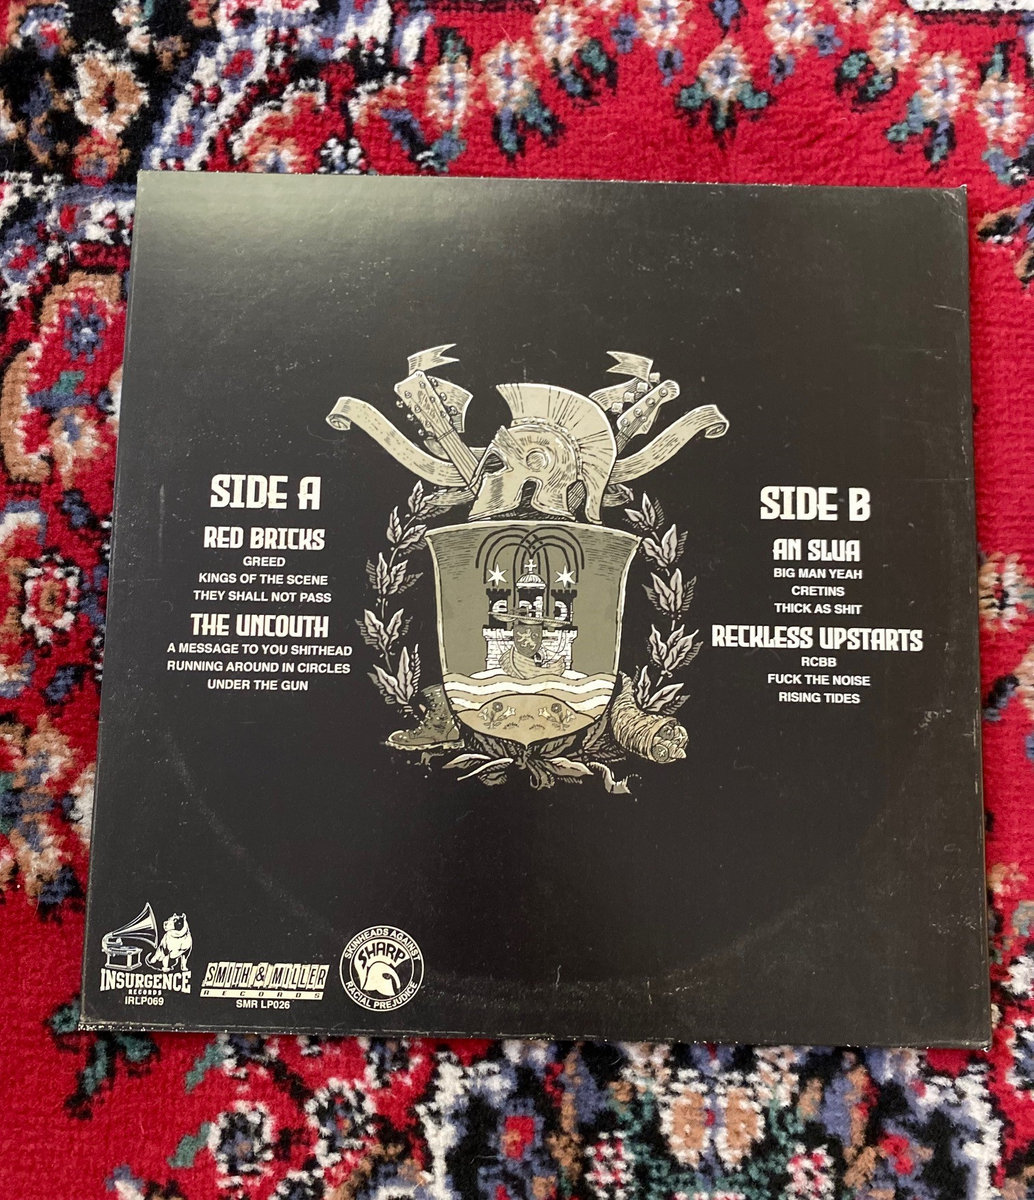 SIDE A
RED BRICKS
GREED
KINGS OF THE SCENE
THEY SHALL NOT PASS
THE UNCOUTH
A MESSAGE TO YOU SHITHEAD
RUNNING AROUND IN CIRCLES
UNDER THE GUN
SIDE B
AN SLUA
BIG MAN YEAH
CRETINS
THICK AS SHIT
RECKLESS UPSTARTS
RCBB
FUCK THE NOISE
RISING TIDES
INSURGENCE
RECORDS
IRLP069
SMITH & MILLER
RECORDS
SMR LP026
SKINHEADS AGAINST
SHARP
RACIAL PREJUDICE